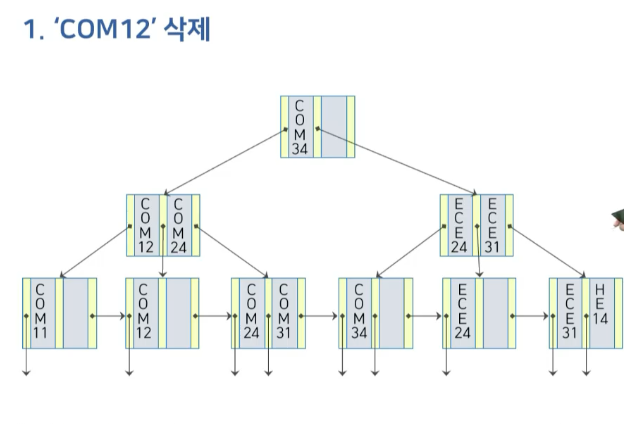 1. ‘COM12’ 삭제
COM34
COM12 COM24
ECE24 ECE31
COM11
COM12
COM24 COM31
COM34
ECE24
ECE31 HE14